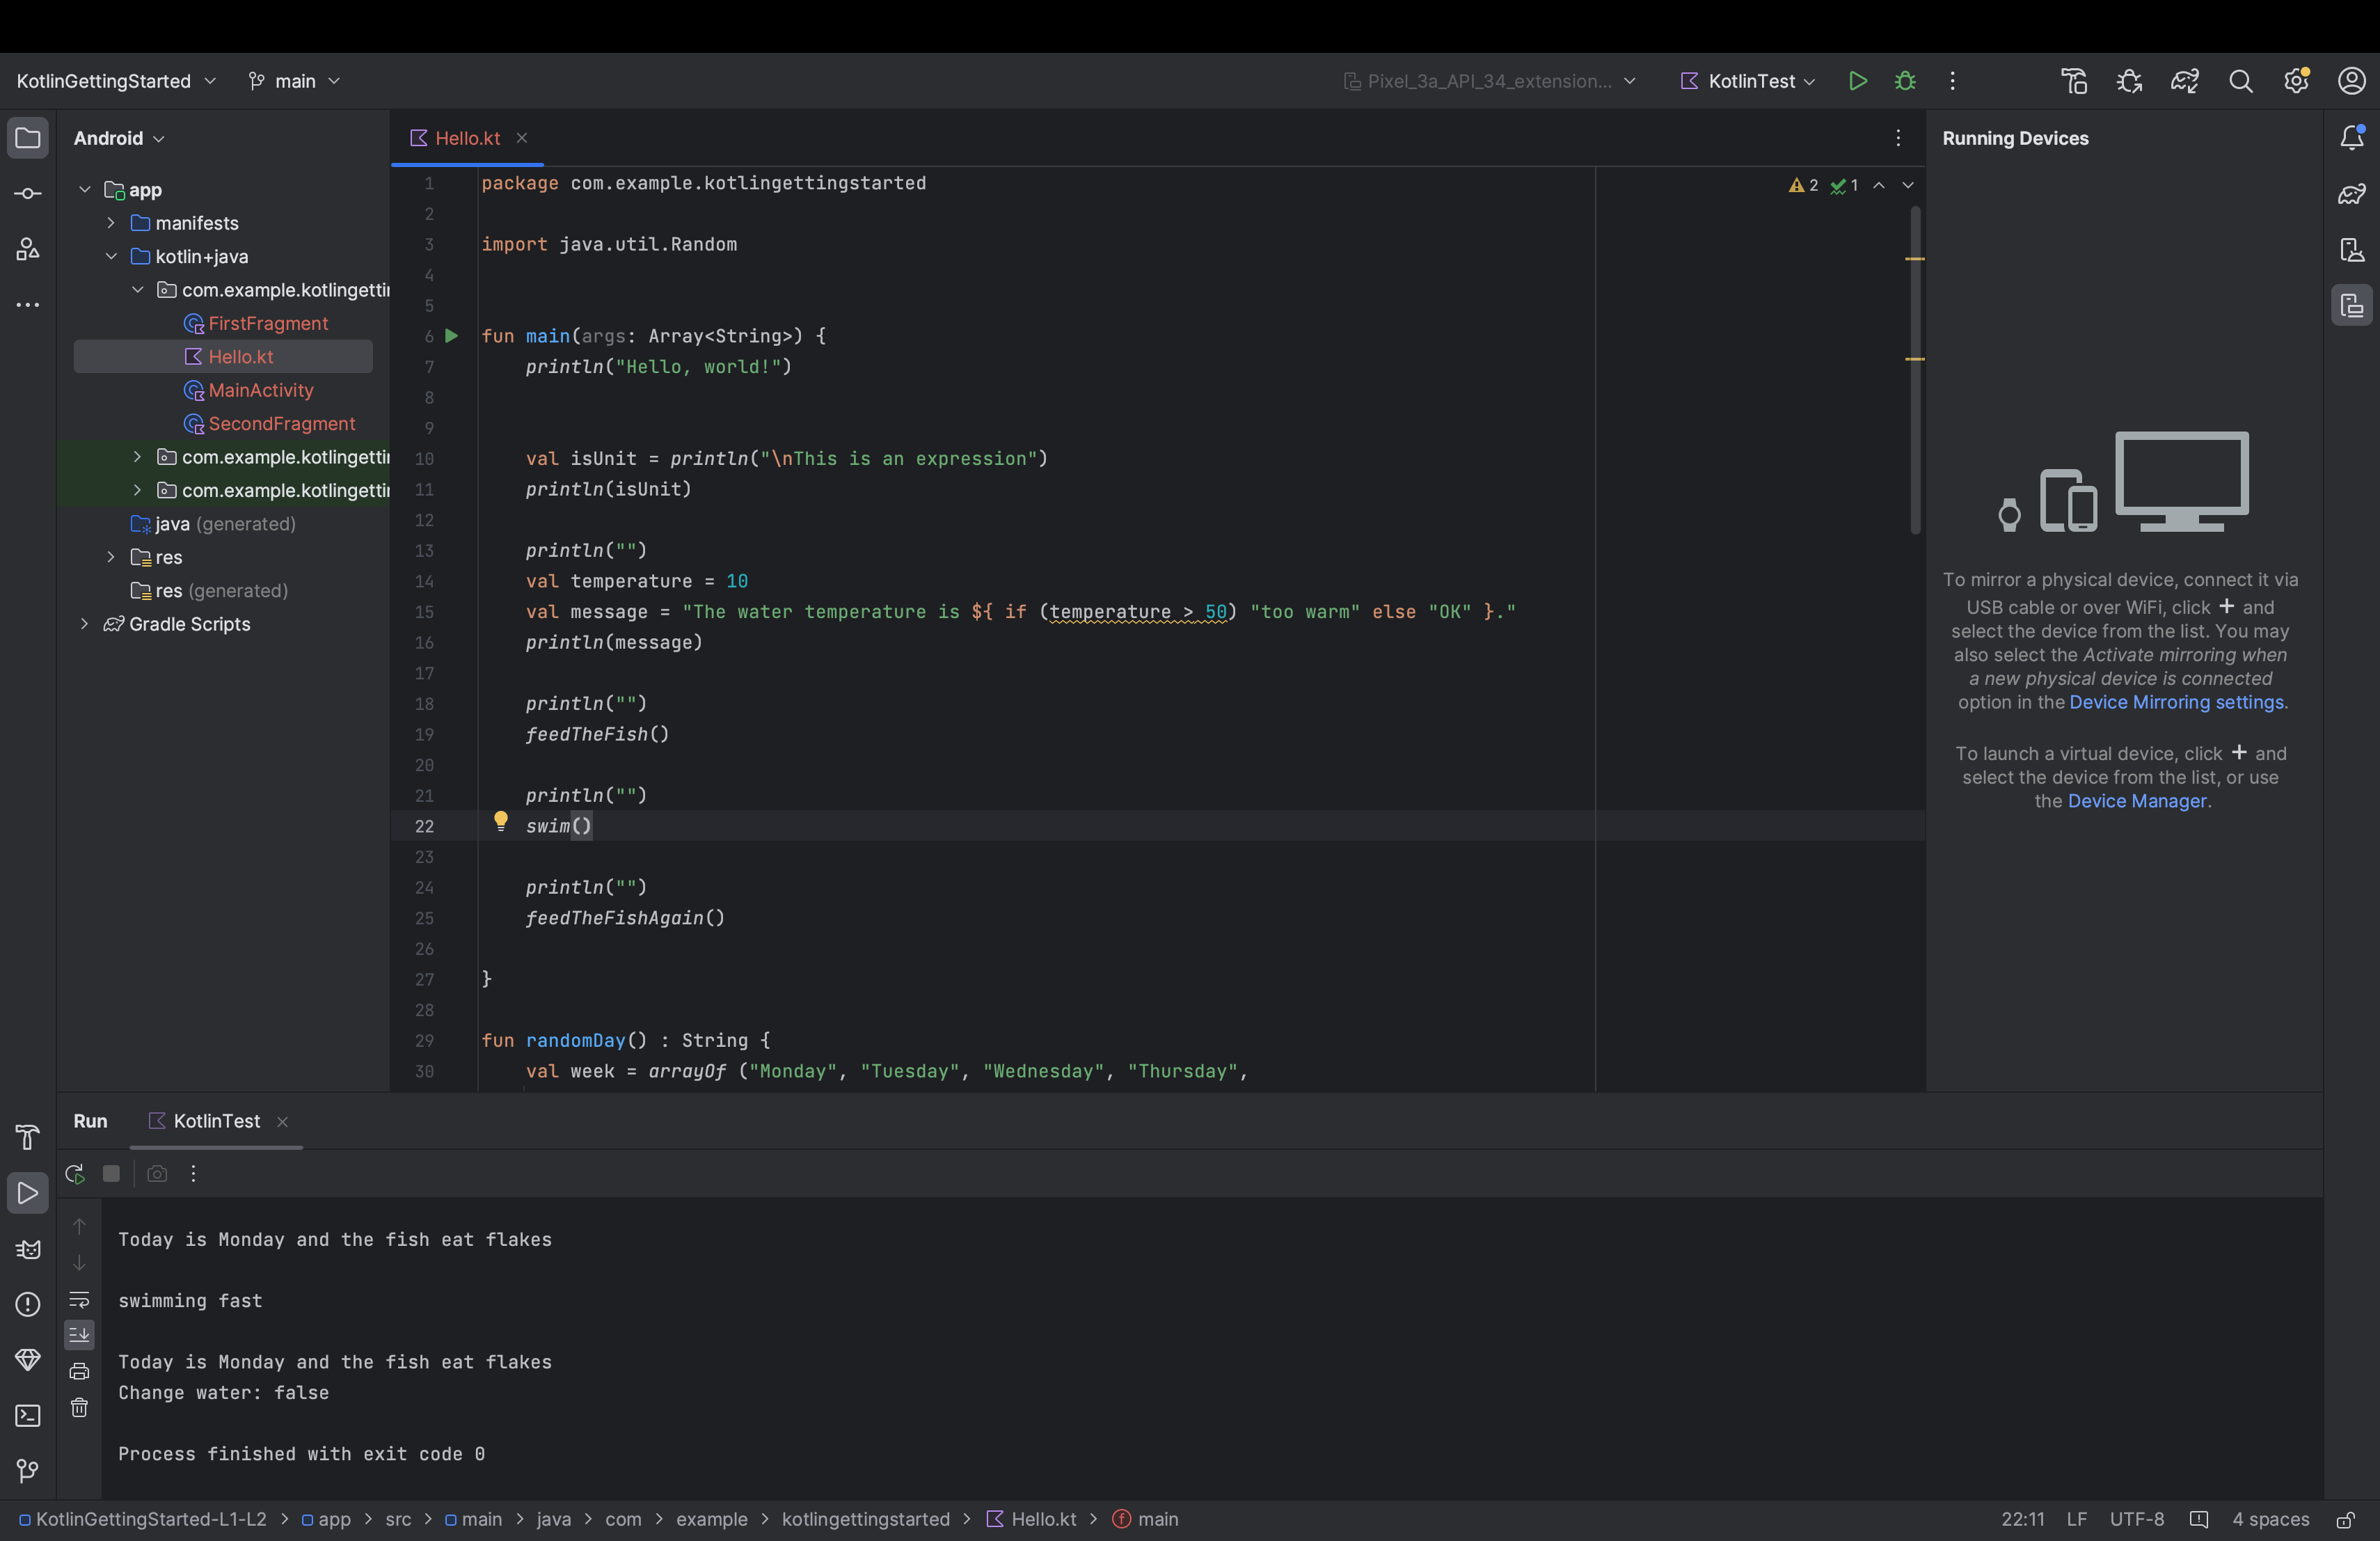 KotlinGettingStarted main Pixel_3a_API_34_extension... KotlinTest
Android
app
manifests
kotlin+java
com.example.kotlingettin
FirstFragment
Hello.kt
MainActivity
SecondFragment
com.example.kotlingettin
com.example.kotlingettin
java (generated)
res
res (generated)
Gradle Scripts
Hello.kt
2 1
1 package com.example.kotlingettingstarted
2
3 import java.util.Random
4
5
6 fun main(args: Array<String>) {
7 println("Hello, world!")
8
9
10 val isUnit = println("\nThis is an expression")
11 println(isUnit)
12
13 println("")
14 val temperature = 10
15 val message = "The water temperature is ${ if (temperature > 50) "too warm" else "OK" }."
16 println(message)
17
18 println("")
19 feedTheFish()
20
21 println("")
22 swim()
23
24 println("")
25 feedTheFishAgain()
26
27 }
28
29 fun randomDay() : String {
30 val week = arrayOf ("Monday", "Tuesday", "Wednesday", "Thursday",
Running Devices
To mirror a physical device, connect it via
USB cable or over WiFi, click + and
select the device from the list. You may
also select the Activate mirroring when
a new physical device is connected
option in the Device Mirroring settings.
To launch a virtual device, click + and
select the device from the list, or use
the Device Manager.
Run KotlinTest
Today is Monday and the fish eat flakes
swimming fast
Today is Monday and the fish eat flakes
Change water: false
Process finished with exit code 0
KotlinGettingStarted-L1-L2 > app > src > main > java > com > example > kotlingettingstarted > Hello.kt > main 22:11 LF UTF-8 4 spaces